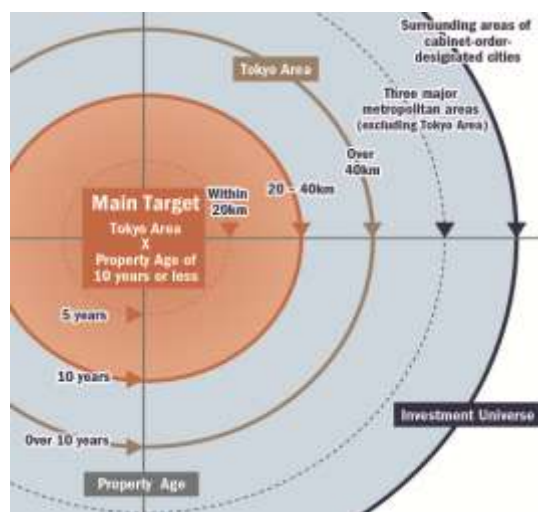 Surrounding areas of
cabinet-order-
designated cities
Tokyo Area
Three major
metropolitan areas
(excluding Tokyo Area)
Over
40km
Within
20km
20 - 40km
Main Target
Tokyo Area
X
Property Age of
10 years or less
5 years
10 years
Investment Universe
Over 10 years
Property Age